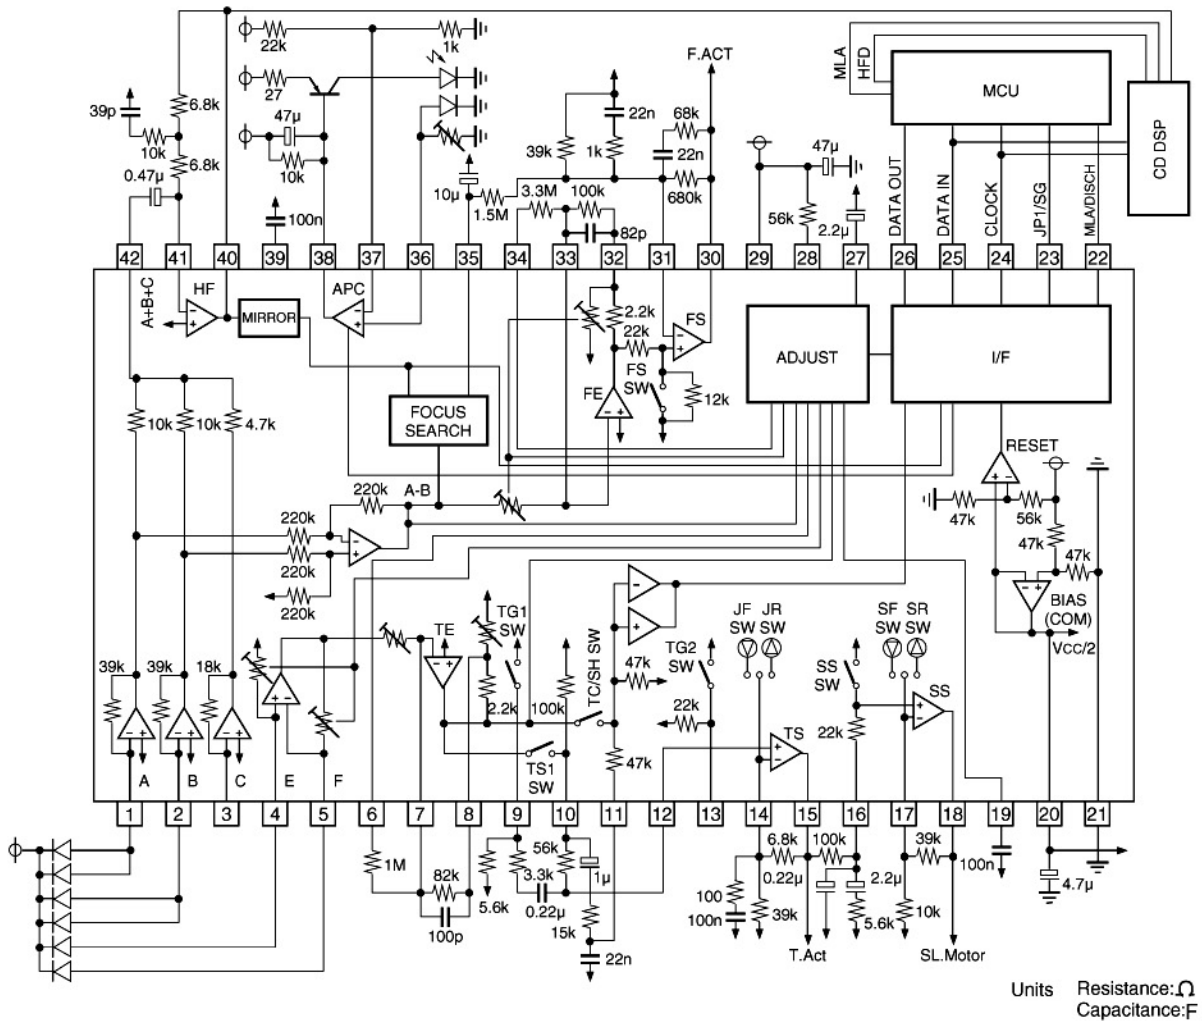 22k
1k
F.ACT
MLA
HFD
MCU
CD DSP
39p
6.8k
27
47µ
22n
68k
10k
6.8k
10k
39k
1k
22n
47µ
0.47µ
100n
10µ
1.5M
3.3M
100k
680k
56k
2.2µ
82p
DATA OUT
DATA IN
CLOCK
JP1/SG
MLA/DISCH
42
41
40
39
38
37
36
35
34
33
32
31
30
29
28
27
26
25
24
23
22
A+B+C
HF
MIRROR
APC
2.2k
22k
FS
ADJUST
I/F
FS
SW
FE
12k
FOCUS
SEARCH
10k
10k
4.7k
RESET
220k
A-B
47k
56k
220k
47k
47k
220k
220k
BIAS
(COM)
VCC/2
TG1
SW
TE
TC/SH SW
TG2
SW
JF
SW
JR
SW
SF
SW
SR
SW
39k
39k
18k
2.2k
100k
47k
22k
SS
SW
SS
22k
TS1
SW
47k
TS
A
B
C
E
F
1
2
3
4
5
6
7
8
9
10
11
12
13
14
15
16
17
18
19
20
21
1M
82k
100p
5.6k
56k
3.3k
0.22µ
1µ
15k
22n
6.8k
100k
0.22µ
2.2µ
100
100n
39k
5.6k
39k
10k
100n
4.7µ
T.Act
SL.Motor
Units Resistance:Ω
Capacitance:F